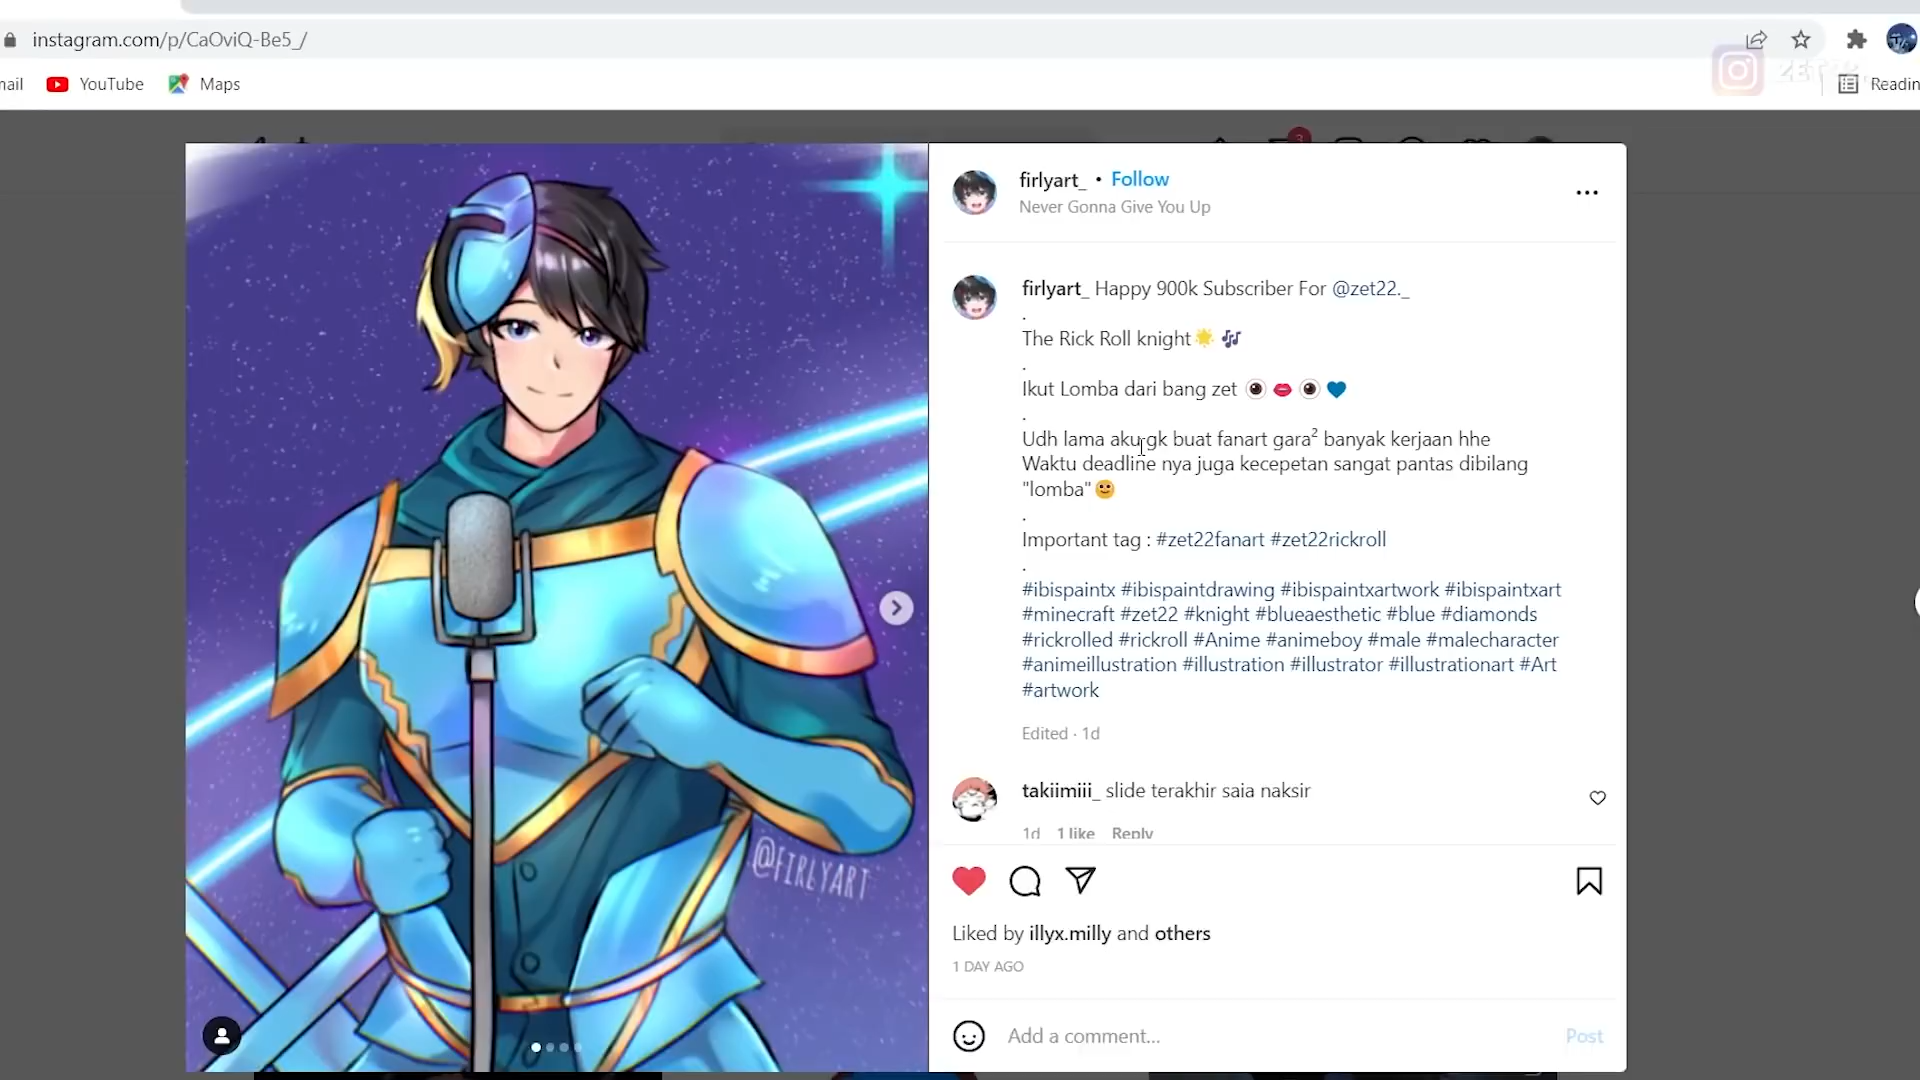 instagram.com/p/CaOviQ-Be5_/
YouTube
Maps
3
firlyart_ • Follow
Never Gonna Give You Up
firlyart_ Happy 900k Subscriber For @zet22._
.
The Rick Roll knight🌟 🎶
.
Ikut Lomba dari bang zet 👁 👄 👁 💙
.
Udh lama aku gk buat fanart gara² banyak kerjaan hhe
Waktu deadline nya juga kecepetan sangat pantas dibilang
"lomba"🙂
.
Important tag : #zet22fanart #zet22rickroll
.
#ibispaintx #ibispaintdrawing #ibispaintxartwork #ibispaintxart
#minecraft #zet22 #knight #blueaesthetic #blue #diamonds
#rickrolled #rickroll #Anime #animeboy #male #malecharacter
#animeillustration #illustration #illustrator #illustrationart #Art
#artwork
Edited · 1d
takiimiii_ slide terakhir saia naksir
1d 1 like Reply
@FIRLYART
Liked by illyx.milly and others
1 DAY AGO
Add a comment...
Post